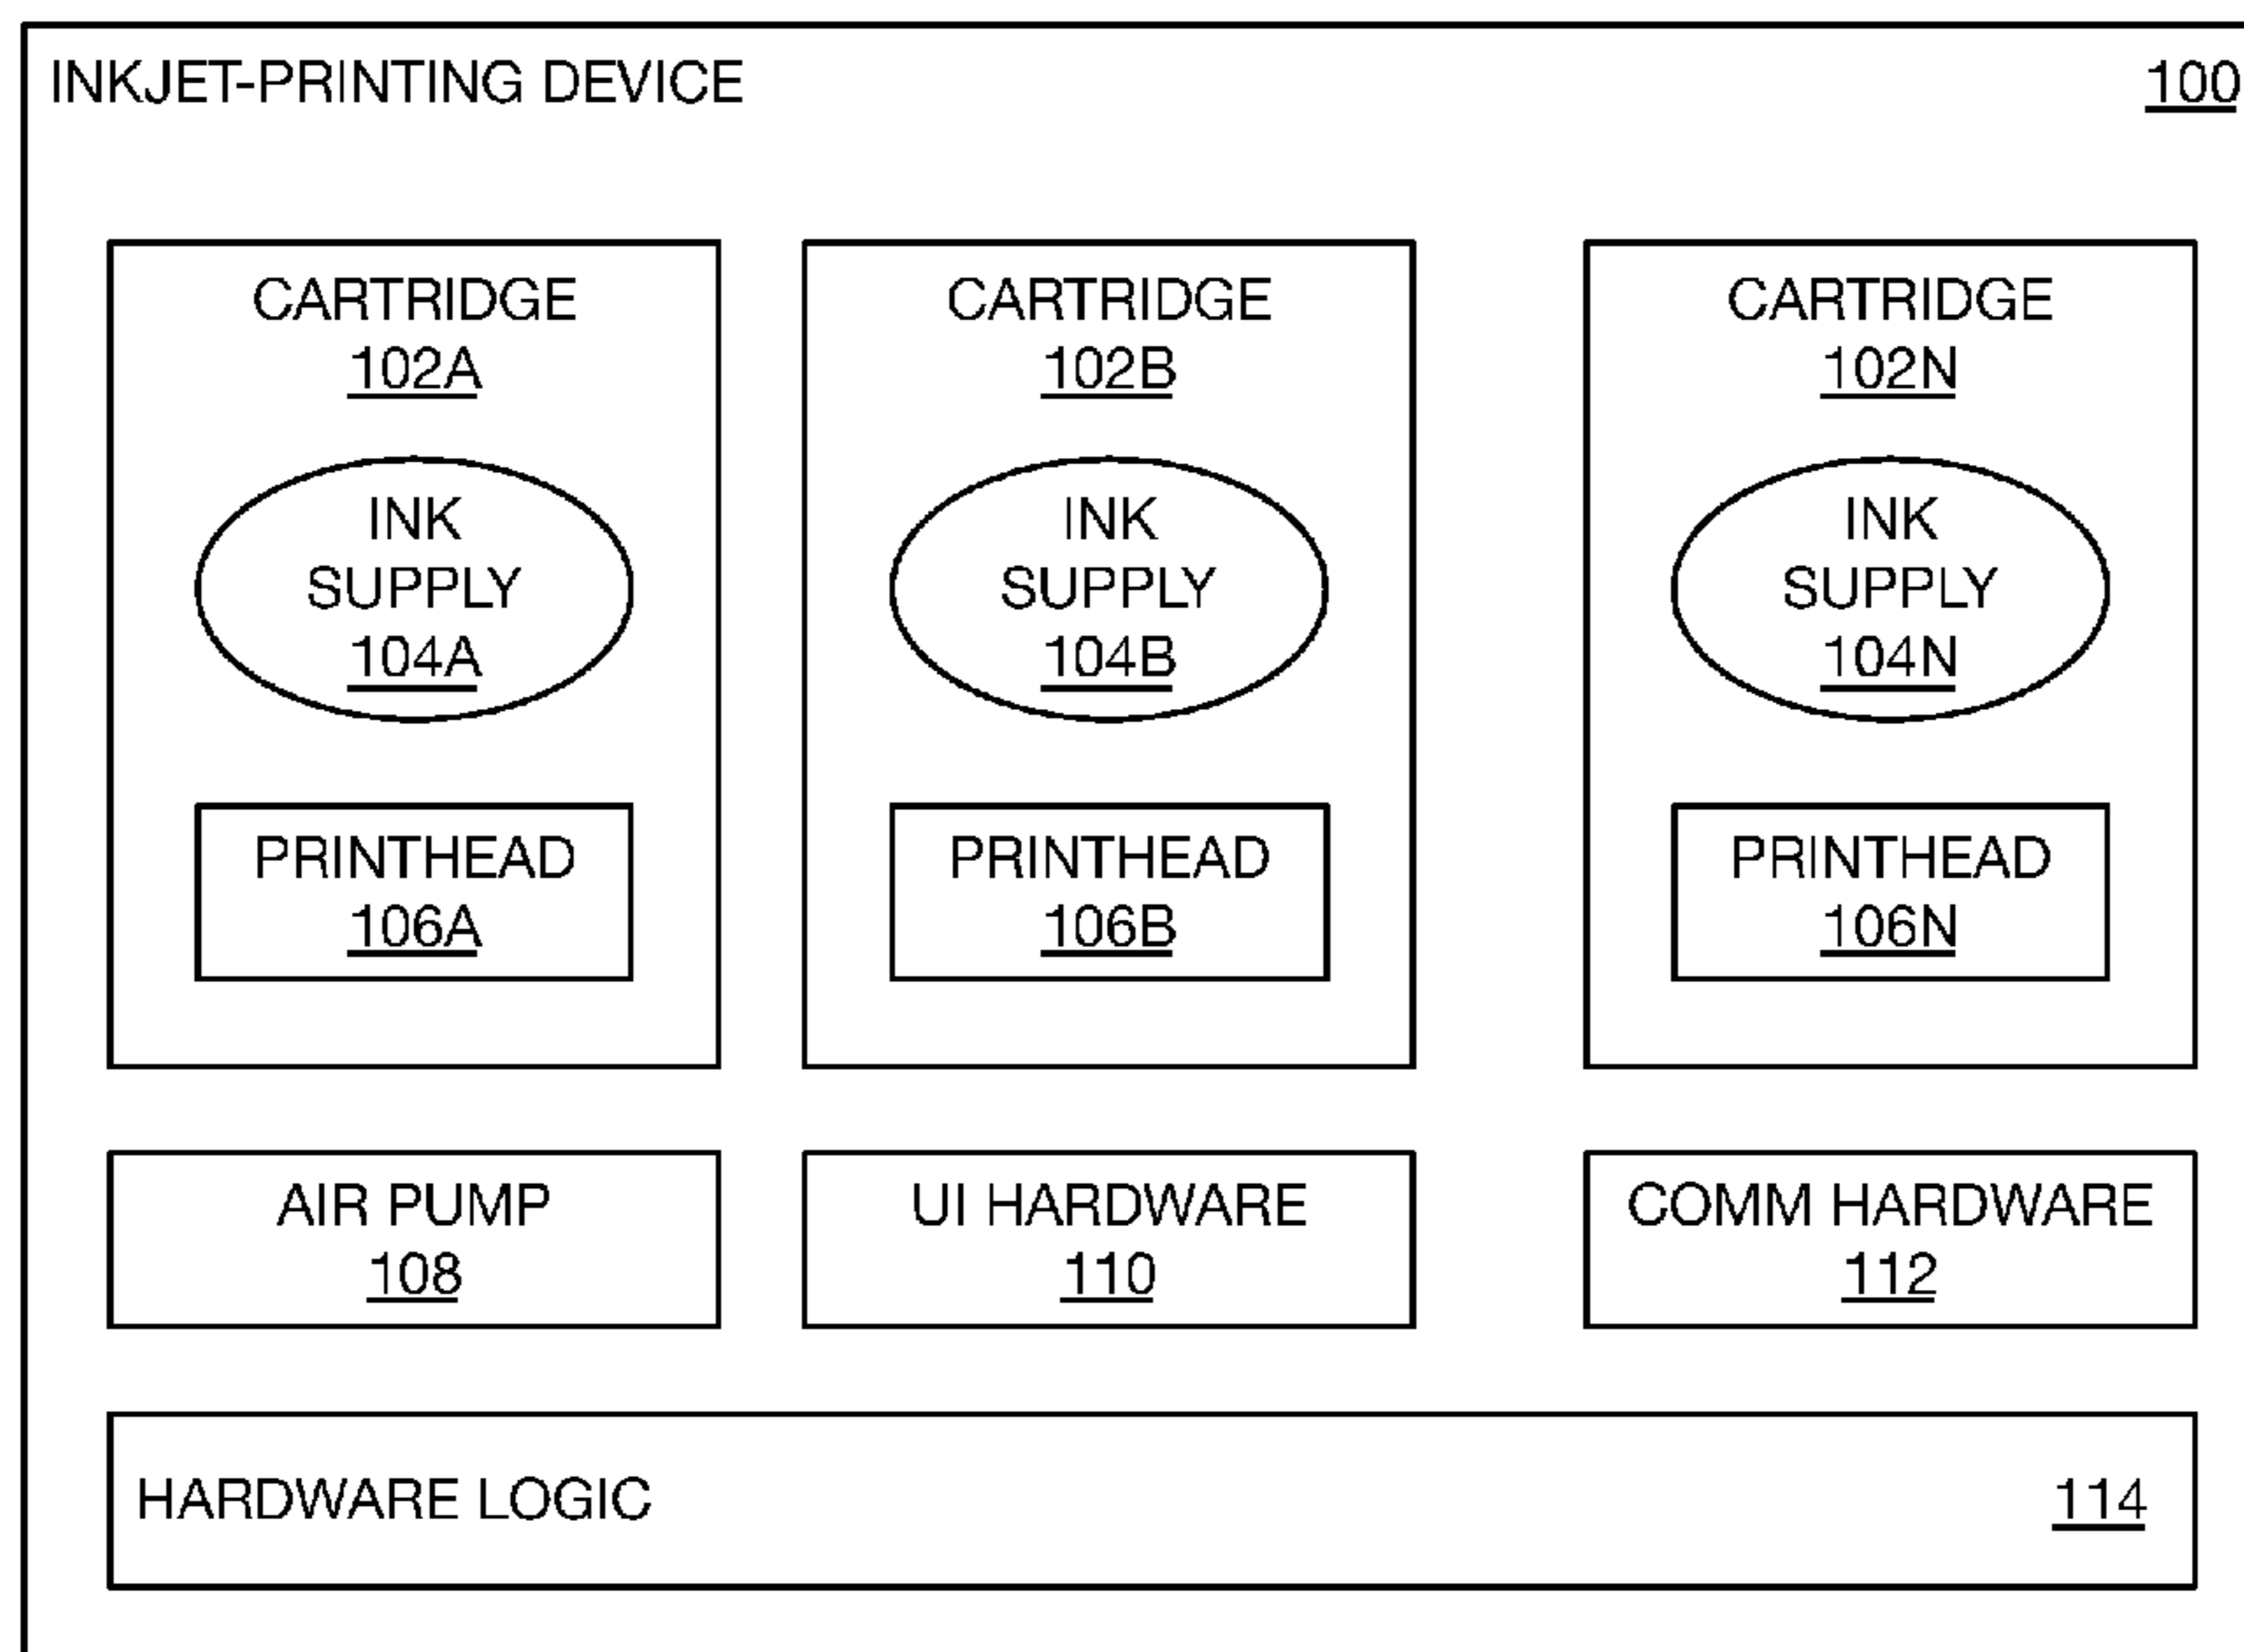 INKJET-PRINTING DEVICE 100
CARTRIDGE CARTRIDGE CARTRIDGE
102A 102B 102N
INK INK INK
SUPPLY SUPPLY SUPPLY
104A 104B 104N
PRINTHEAD PRINTHEAD PRINTHEAD
106A 106B 106N
AIR PUMP UI HARDWARE COMM HARDWARE
108 110 112
HARDWARE LOGIC 114